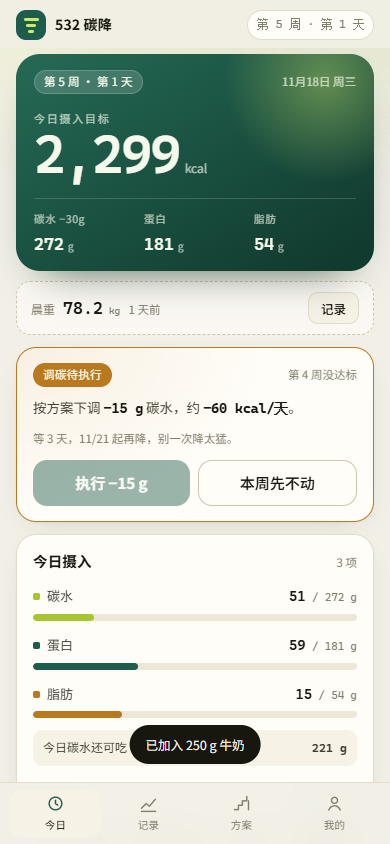 532 碳降
第 5 周 · 第 1 天
第 5 周 · 第 1 天
11月18日 周三
今日摄入目标
2,299 kcal
碳水 −30g
蛋白
脂肪
272 g
181 g
54 g
晨重 78.2 kg 1 天前
记录
调碳待执行
第 4 周没达标
按方案下调 −15 g 碳水，约 −60 kcal/天。
等 3 天，11/21 起再降，别一次降太猛。
执行 −15 g
本周先不动
今日摄入
3 项
碳水
51 / 272 g
蛋白
59 / 181 g
脂肪
15 / 54 g
今日碳水还可吃
221 g
已加入 250 g 牛奶
今日
记录
方案
我的